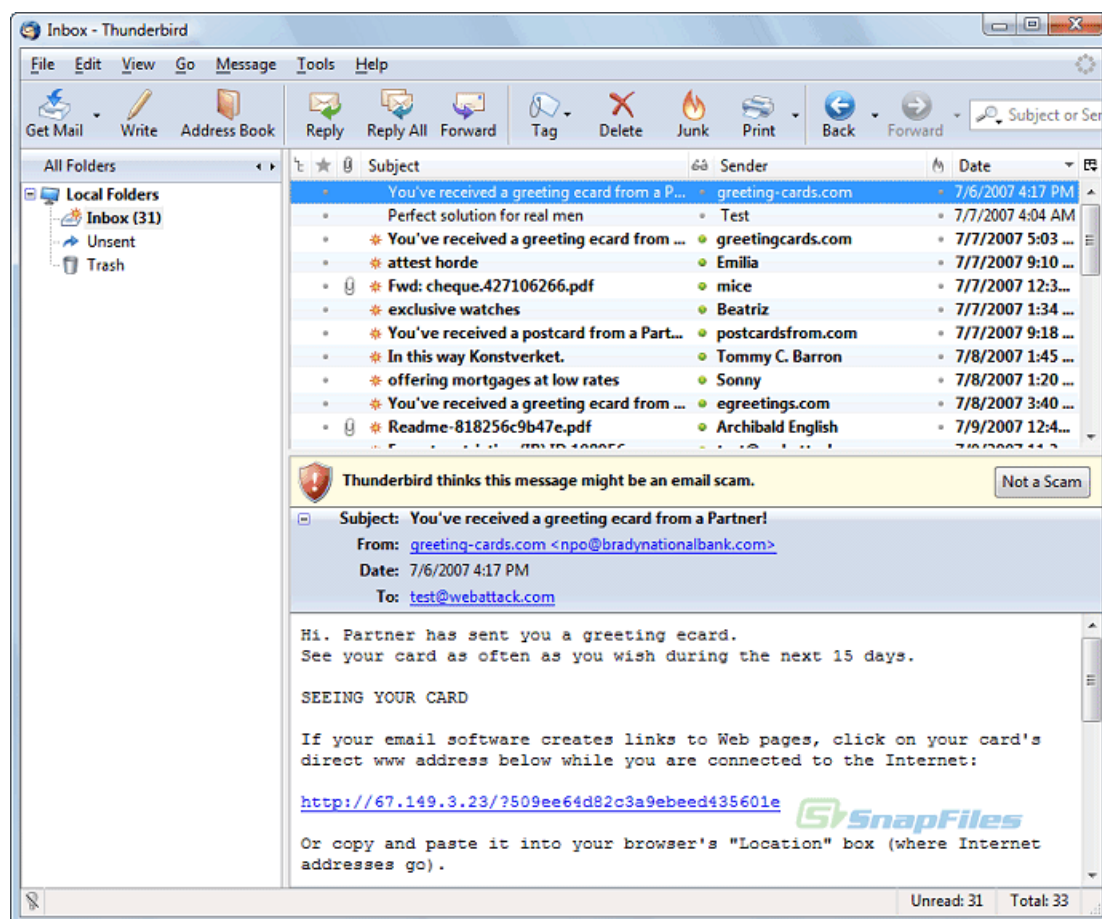 Inbox - Thunderbird
File Edit View Go Message Tools Help
Get Mail Write Address Book Reply Reply All Forward Tag Delete Junk Print Back Forward Subject or Ser
All Folders
Subject Sender Date
Local Folders
Inbox (31)
Unsent
Trash
You've received a greeting ecard from a P... greeting-cards.com 7/6/2007 4:17 PM
Perfect solution for real men Test 7/7/2007 4:04 AM
You've received a greeting ecard from ... greetingcards.com 7/7/2007 5:03 ...
attest horde Emilia 7/7/2007 9:10 ...
Fwd: cheque.427106266.pdf mice 7/7/2007 12:3...
exclusive watches Beatriz 7/7/2007 1:34 ...
You've received a postcard from a Part... postcardsfrom.com 7/7/2007 9:18 ...
In this way Konstverket. Tommy C. Barron 7/8/2007 1:45 ...
offering mortgages at low rates Sonny 7/8/2007 1:20 ...
You've received a greeting ecard from ... egreetings.com 7/8/2007 3:40 ...
Readme-818256c9b47e.pdf Archibald English 7/9/2007 12:4...
Thunderbird thinks this message might be an email scam. Not a Scam
Subject: You've received a greeting ecard from a Partner!
From: greeting-cards.com <npo@bradynationalbank.com>
Date: 7/6/2007 4:17 PM
To: test@webattack.com
Hi. Partner has sent you a greeting ecard.
See your card as often as you wish during the next 15 days.
SEEING YOUR CARD
If your email software creates links to Web pages, click on your card's
direct www address below while you are connected to the Internet:
http://67.149.3.23/?509ee64d82c3a9ebeed435601e
SnapFiles
Or copy and paste it into your browser's "Location" box (where Internet
addresses go).
Unread: 31 Total: 33